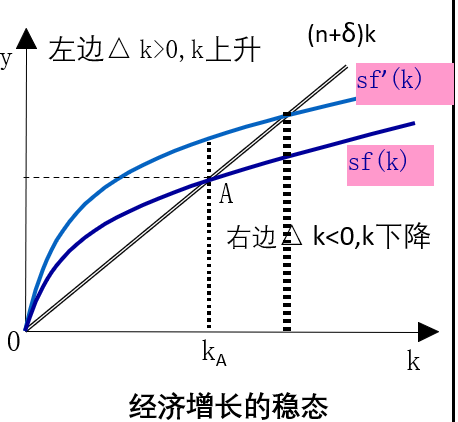 (n+δ)k
y
左边△ k>0,k上升
sf'(k)
sf(k)
A
右边△ k<0,k下降
0
kA
k
经济增长的稳态